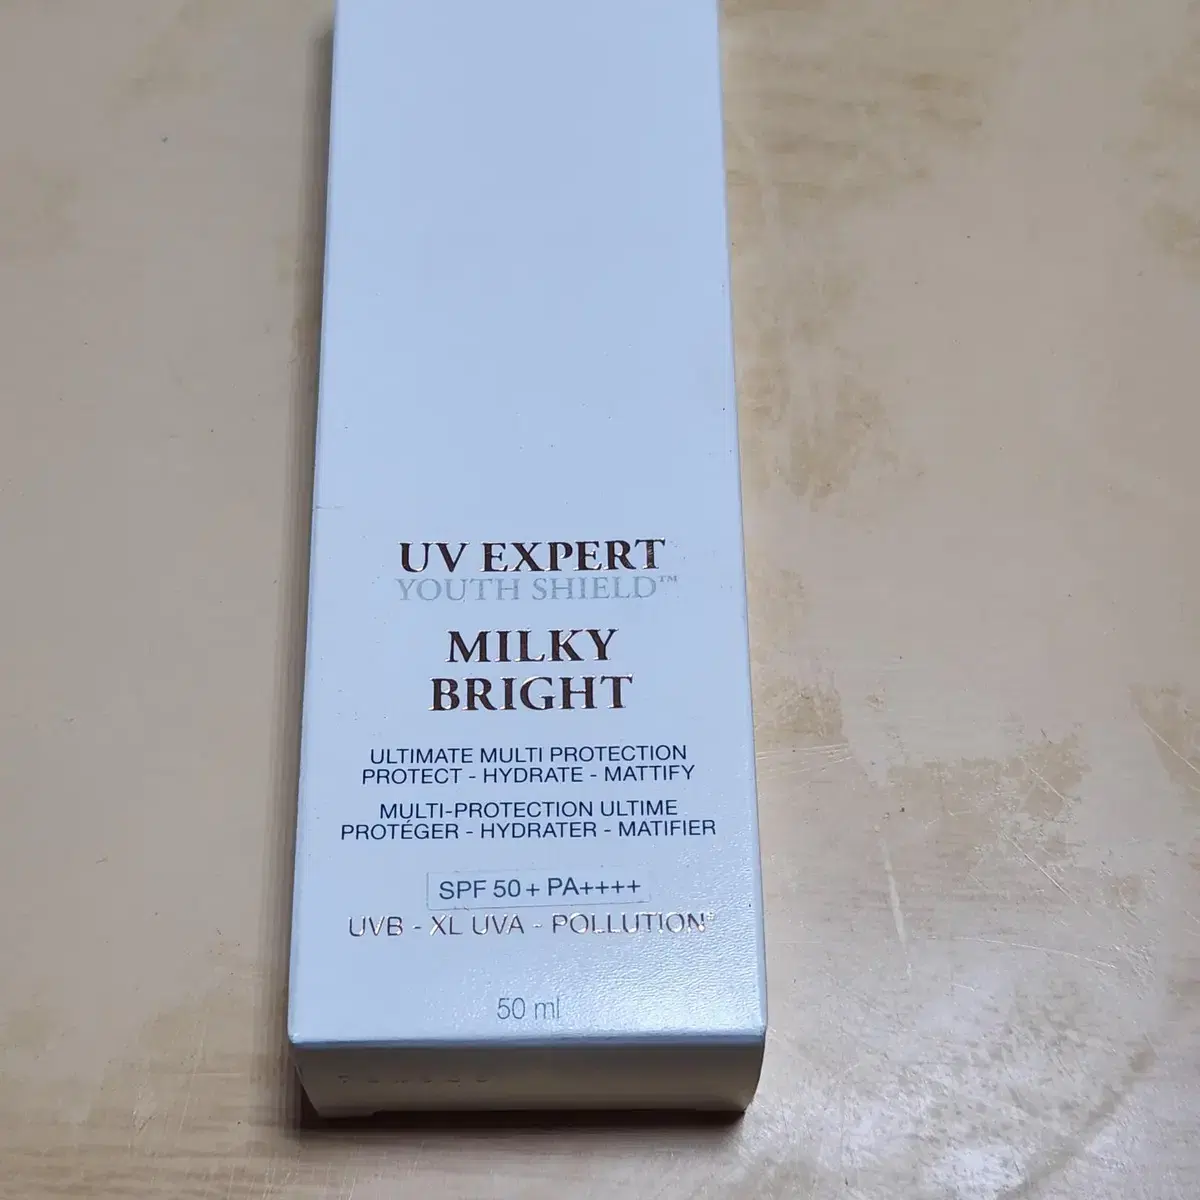 UV EXPERT
YOUTH SHIELD™
MILKY
BRIGHT
ULTIMATE MULTI PROTECTION
PROTECT - HYDRATE - MATTIFY
MULTI-PROTECTION ULTIME
PROTÉGER - HYDRATER - MATIFIER
SPF 50+ PA++++
UVB - XL UVA - POLLUTION*
50 ml